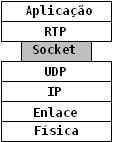 Aplicação
RTP
Socket
UDP
IP
Enlace
Física